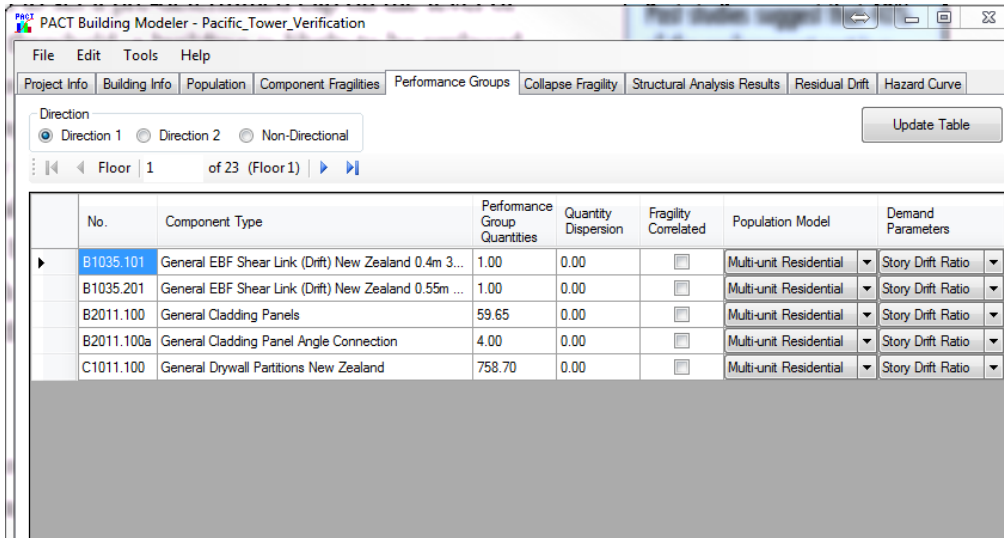 PACT Building Modeler - Pacific_Tower_Verification
File Edit Tools Help
Project Info Building Info Population Component Fragilities Performance Groups Collapse Fragility Structural Analysis Results Residual Drift Hazard Curve
Direction
Direction 1 Direction 2 Non-Directional
Update Table
Floor 1 of 23 (Floor 1)
No. Component Type Performance Group Quantities Quantity Dispersion Fragility Correlated Population Model Demand Parameters
B1035.101 General EBF Shear Link (Drift) New Zealand 0.4m 3... 1.00 0.00 Multi-unit Residential Story Drift Ratio
B1035.201 General EBF Shear Link (Drift) New Zealand 0.55m ... 1.00 0.00 Multi-unit Residential Story Drift Ratio
B2011.100 General Cladding Panels 59.65 0.00 Multi-unit Residential Story Drift Ratio
B2011.100a General Cladding Panel Angle Connection 4.00 0.00 Multi-unit Residential Story Drift Ratio
C1011.100 General Drywall Partitions New Zealand 758.70 0.00 Multi-unit Residential Story Drift Ratio